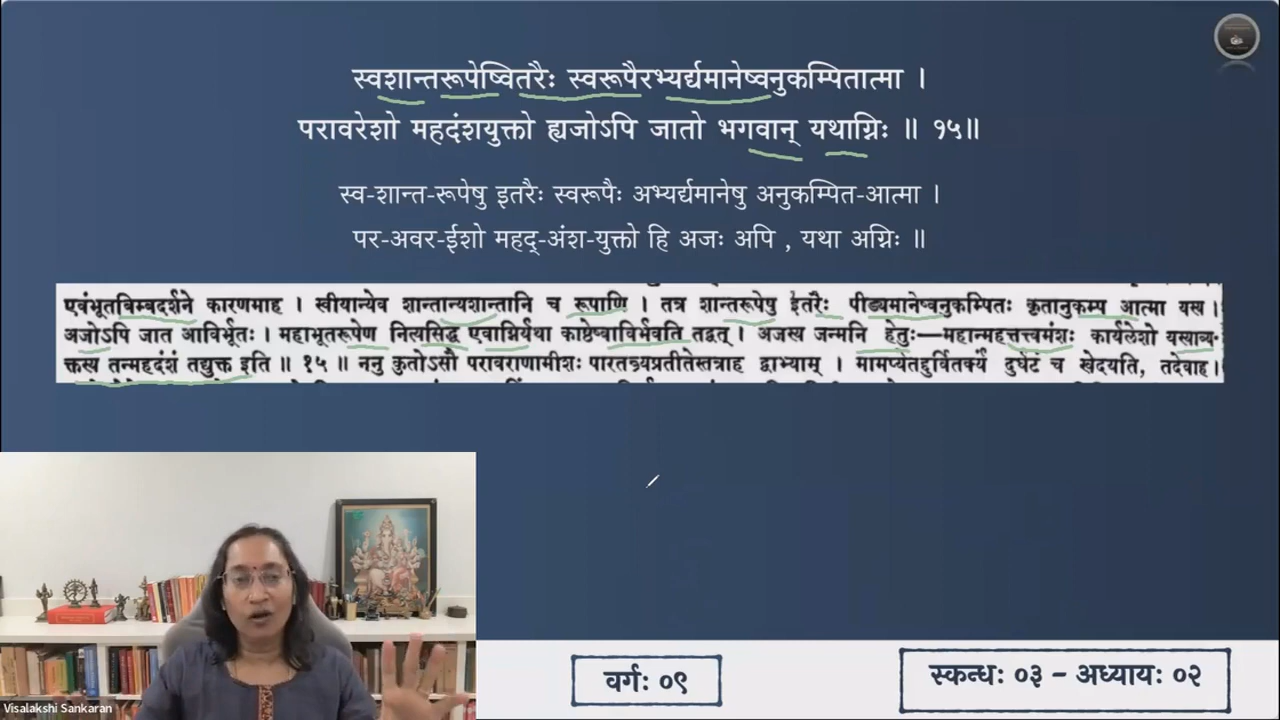 स्वशान्तरूपेष्वितरैः स्वरूपैरभ्यर्द्यमानेष्वनुकम्पितात्मा ।
परावरेशो महदंशयुक्तो ह्यजोऽपि जातो भगवान् यथाग्निः ॥ १५॥
स्व-शान्त-रूपेषु इतरैः स्वरूपैः अभ्यर्द्यमानेषु अनुकम्पित-आत्मा ।
पर-अवर-ईशो महद्-अंश-युक्तो हि अजः अपि , यथा अग्निः ॥
एवंभूतबिम्बदर्शने कारणमाह । स्वीयान्येव शान्तान्यशान्तानि च रूपाणि । तत्र शान्तरूपेषु इतरैः पीड्यमानेष्वनुकम्पितः कृतानुकम्प आत्मा यस्य ।
अजोऽपि जात आविर्भूतः । महाभूतरूपेण नित्यसिद्ध एवाग्निर्यथा काष्ठेष्वाविर्भवति तद्वत् । अजस्य जन्मनि हेतुः—महान्महत्तत्त्वमंशः कार्यलेशो यस्याव्य-
क्तस्य तन्महदंशं तद्युक्त इति ॥ १५ ॥ ननु कुतोऽसौ परावराणामीशः पारतन्त्र्यप्रतीतेस्तत्राह द्वाभ्याम् । मामप्येतद्दुर्वितर्क्यं दुर्घटं च खेदयति, तदेवाह ।
Visalakshi Sankaran
वर्गः ०९
स्कन्धः ०३ - अध्यायः ०२